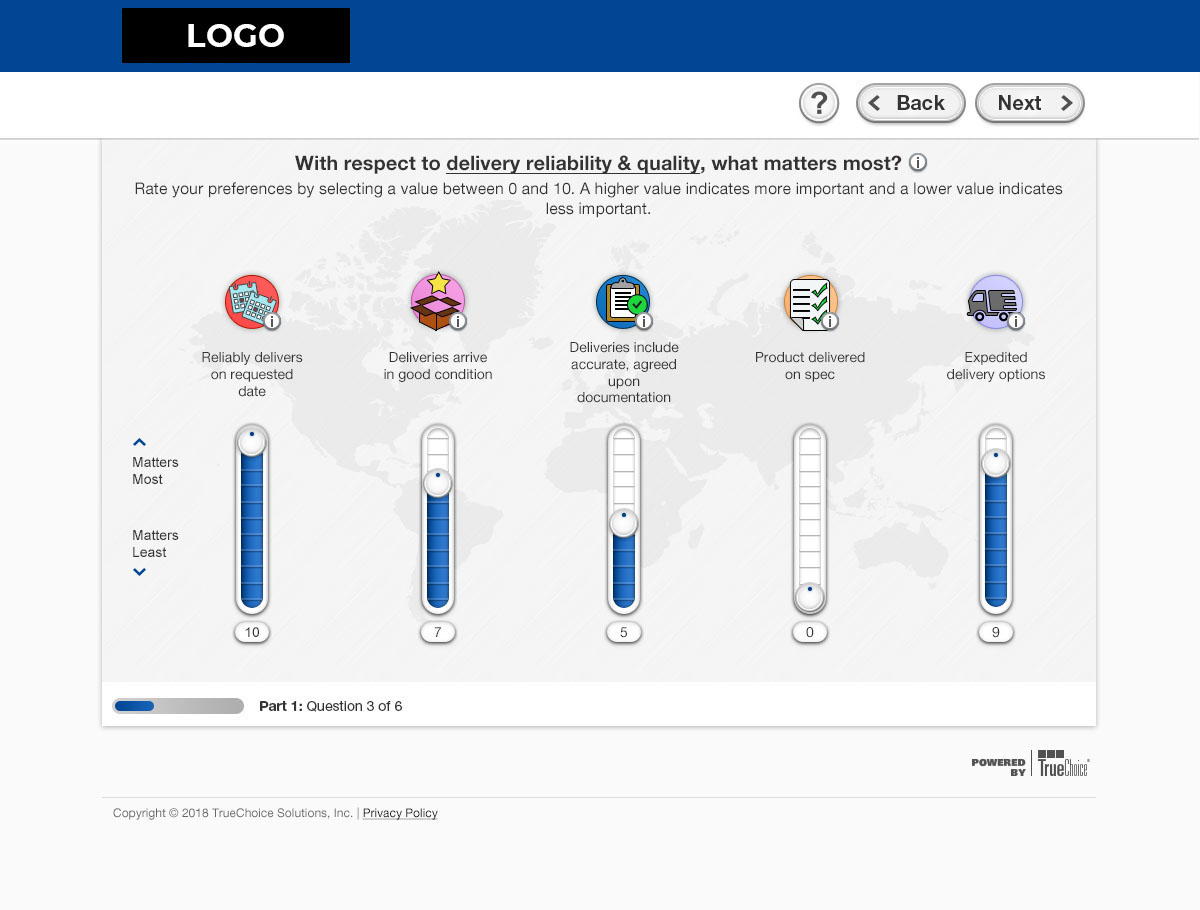 LOGO
?
Back
Next
With respect to delivery reliability & quality, what matters most? i
Rate your preferences by selecting a value between 0 and 10. A higher value indicates more important and a lower value indicates
less important.
i
i
i
i
i
Reliably delivers
on requested
date
Deliveries arrive
in good condition
Deliveries include
accurate, agreed
upon
documentation
Product delivered
on spec
Expedited
delivery options
Matters
Most
Matters
Least
10
7
5
0
9
Part 1: Question 3 of 6
POWERED
BY
TrueChoice
Copyright © 2018 TrueChoice Solutions, Inc. | Privacy Policy